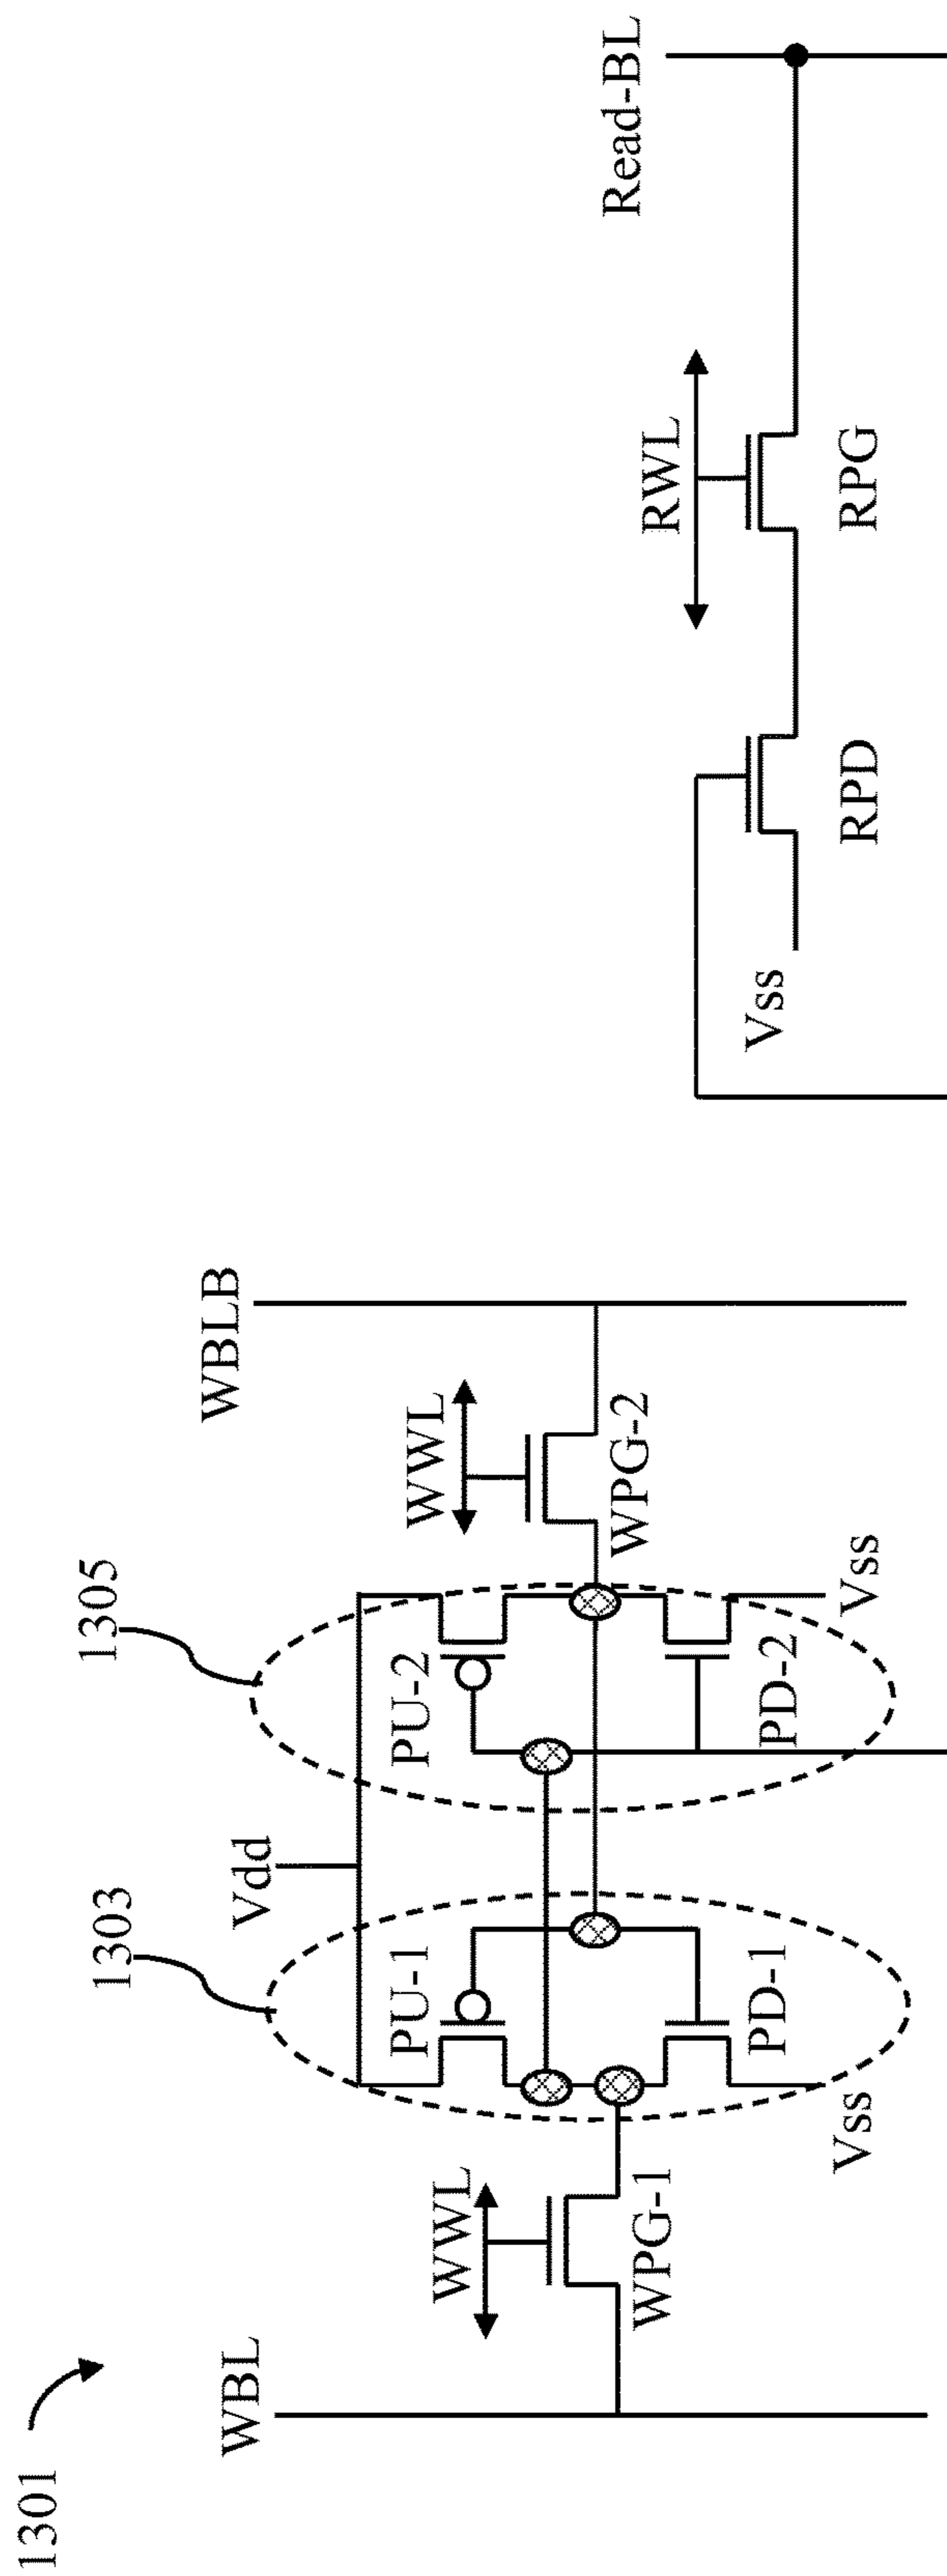 1301
1303
1305
WBL
Vdd
WBLB
Read-BL
WWL
PU-1
PU-2
WWL
RWL
WPG-1
WPG-2
PD-1
PD-2
Vss
Vss
Vss
RPD
RPG